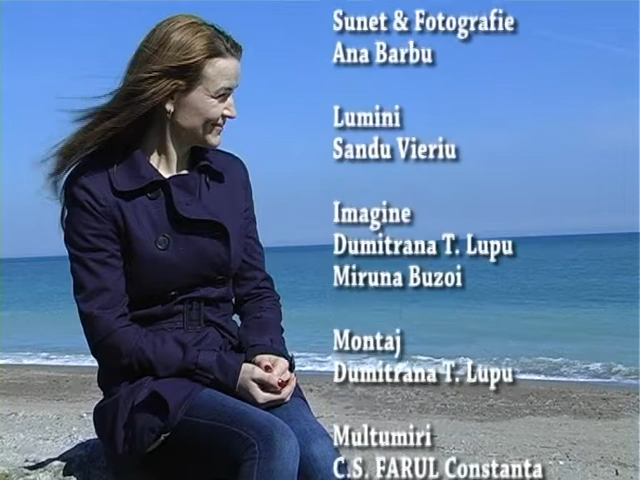 Sunet & Fotografie
Ana Barbu
Lumini
Sandu Vieriu
Imagine
Dumitrana T. Lupu
Miruna Buzoi
Montaj
Dumitrana T. Lupu
Multumiri
C.S. FARUL Constanta